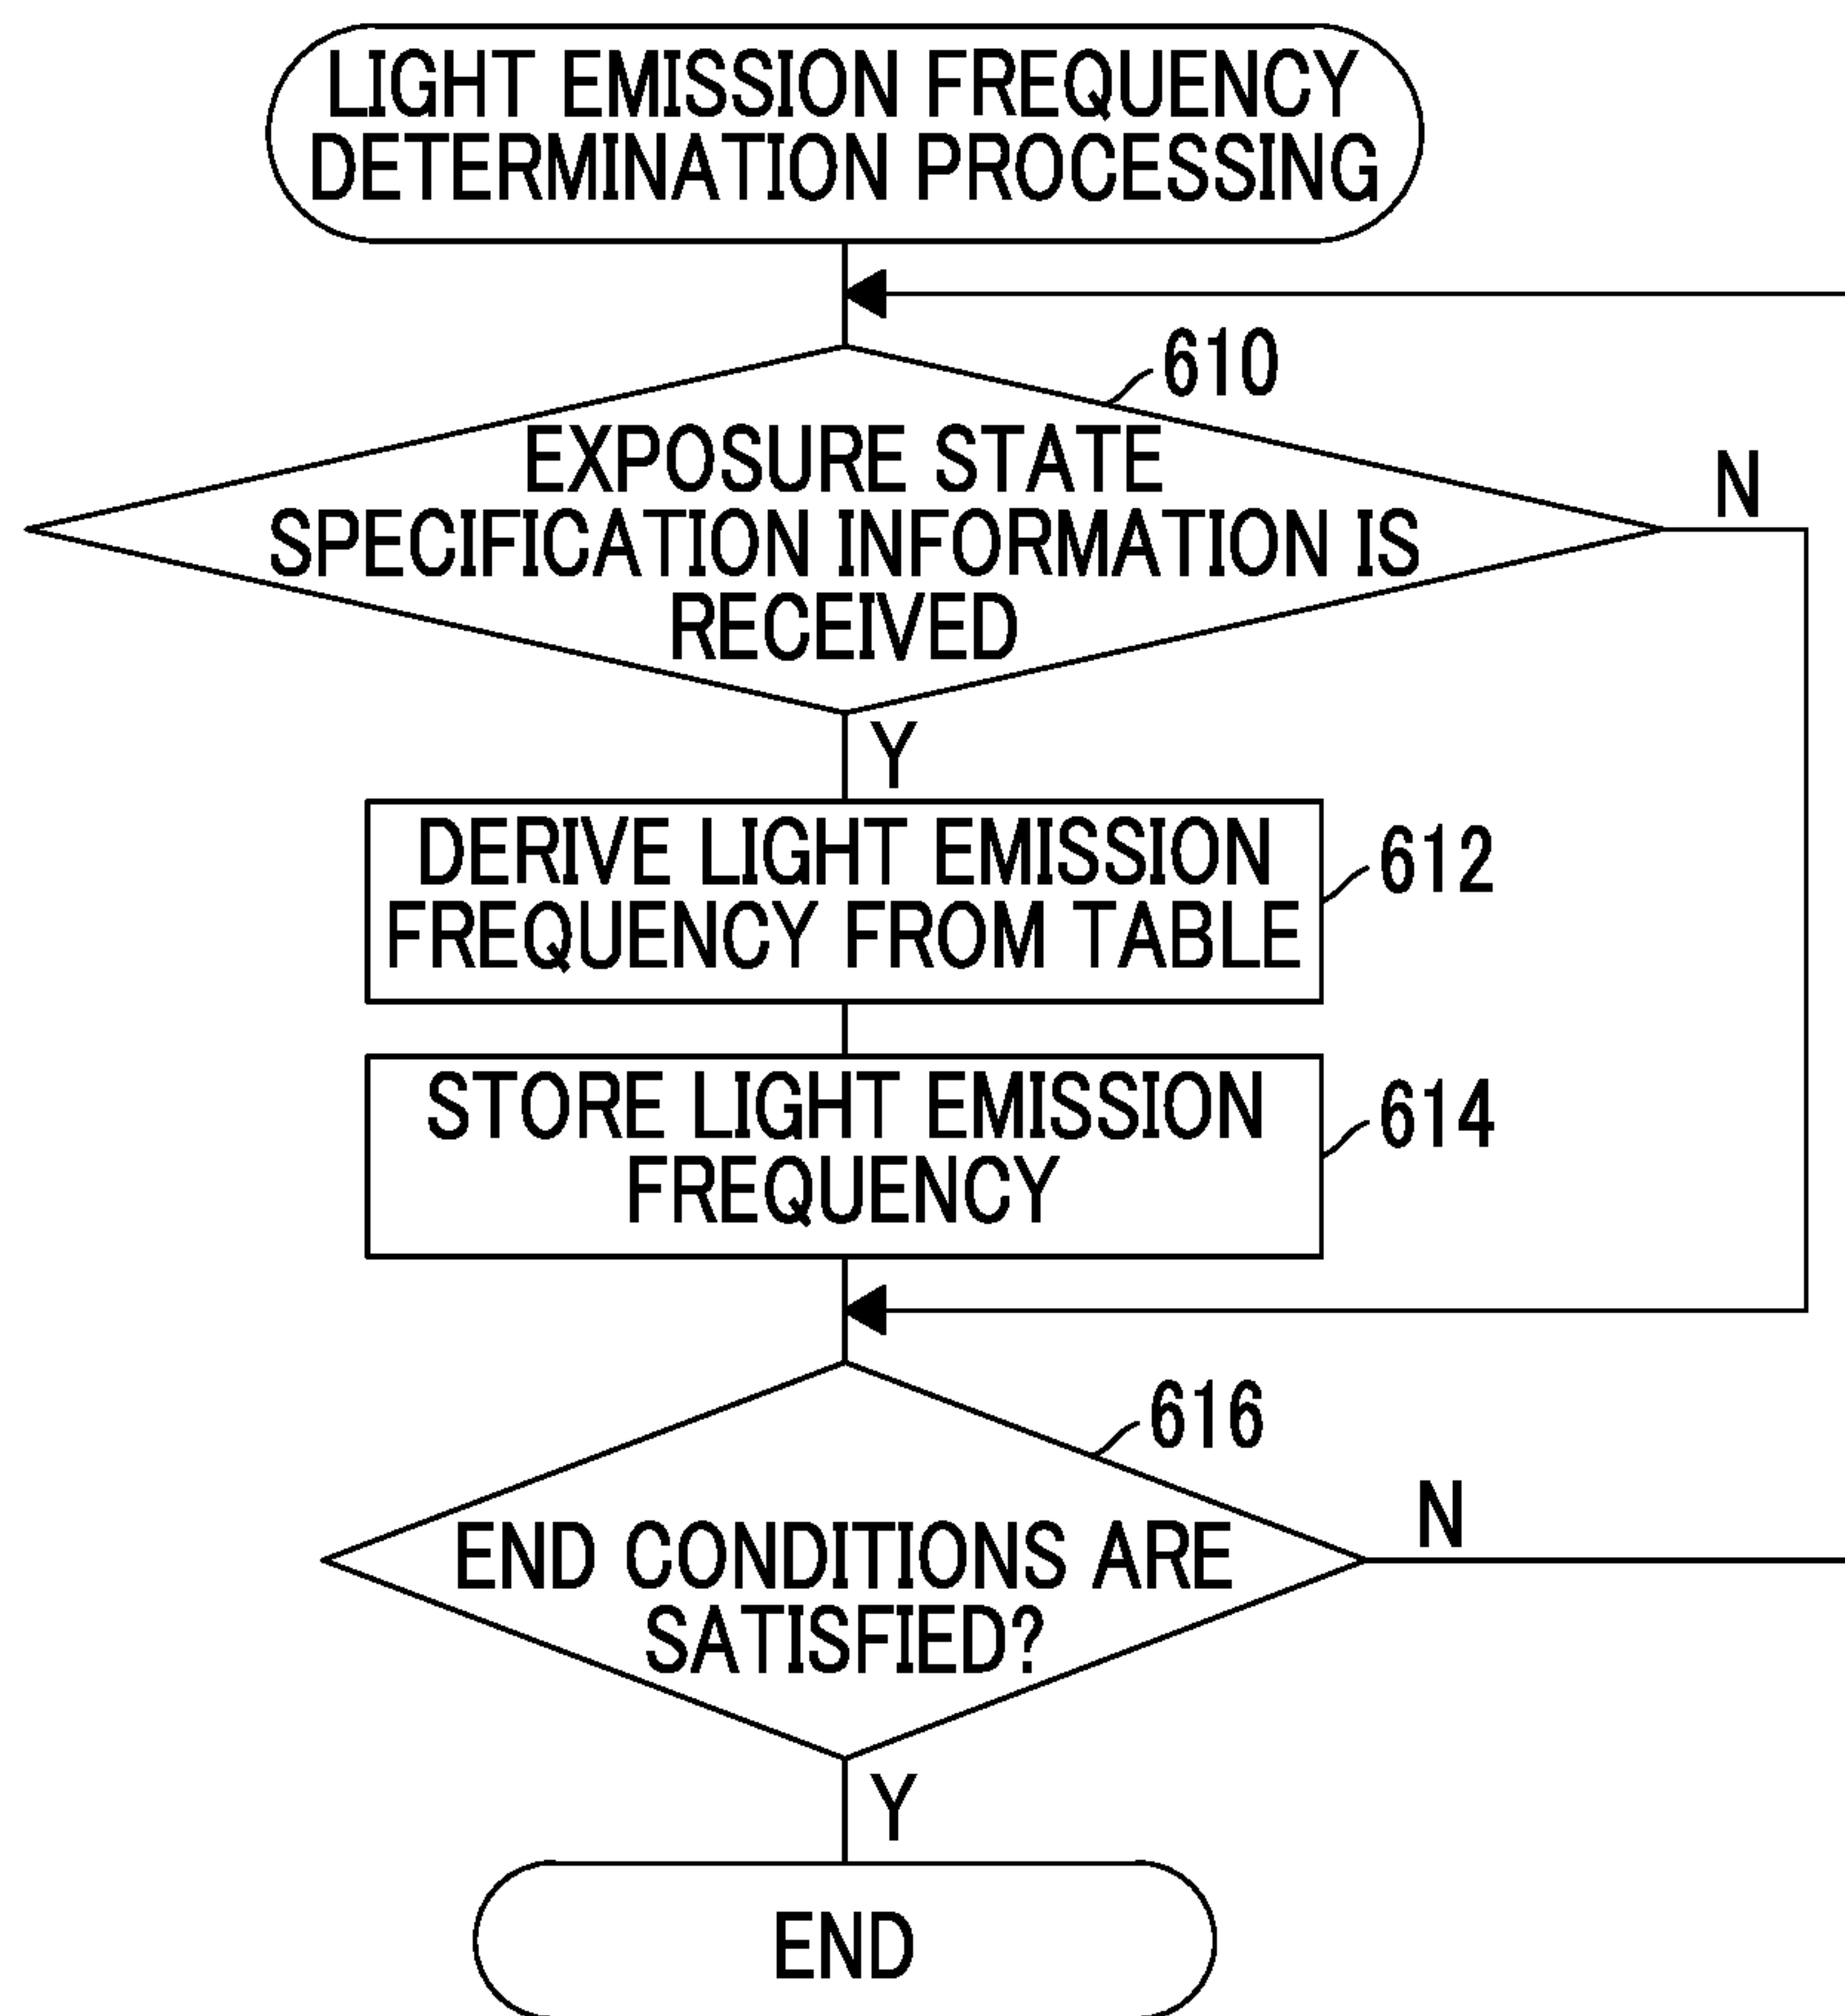 LIGHT EMISSION FREQUENCY
DETERMINATION PROCESSING
610
EXPOSURE STATE
SPECIFICATION INFORMATION IS
RECEIVED
N
Y
DERIVE LIGHT EMISSION
FREQUENCY FROM TABLE
612
STORE LIGHT EMISSION
FREQUENCY
614
616
END CONDITIONS ARE
SATISFIED?
N
Y
END